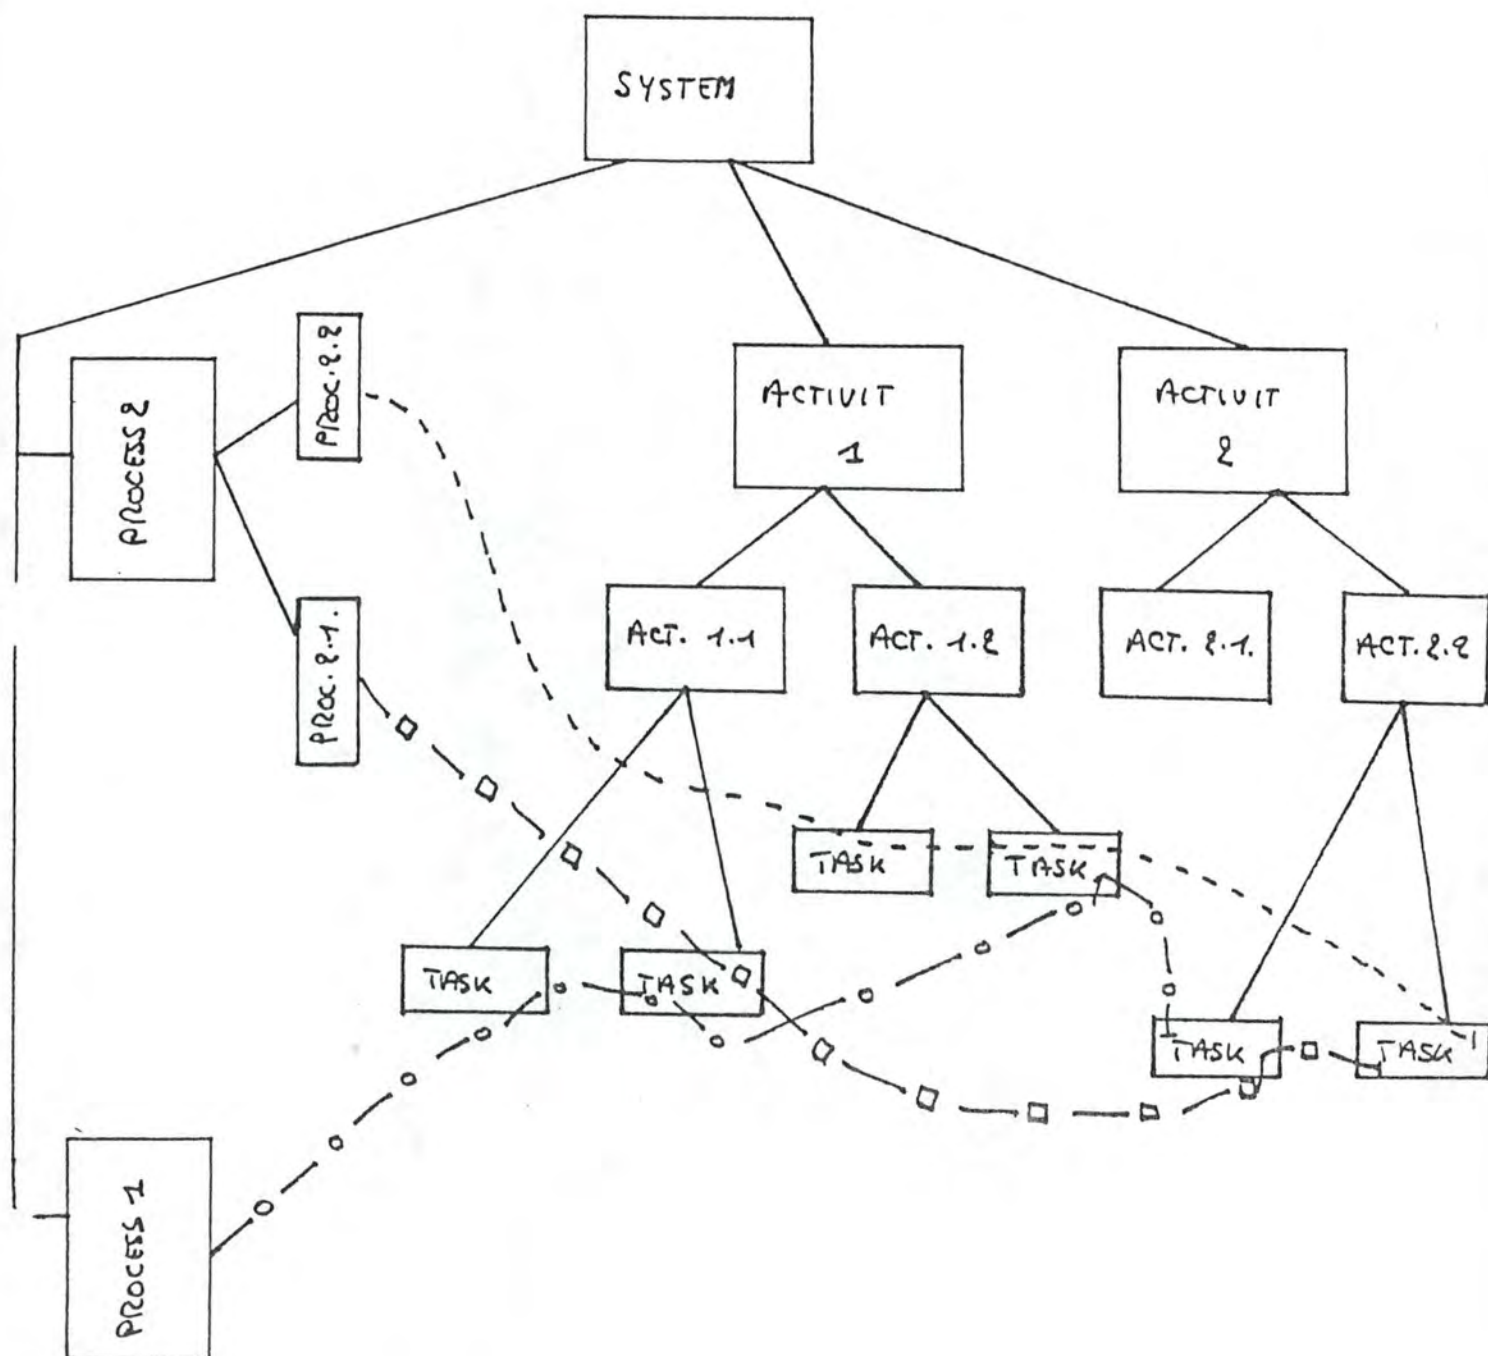 SYSTEM
PROC. 2.2
PROCESS 2
ACTIVIT
1
ACTIVIT
2
PROC. 2.1.
ACT. 1.1
ACT. 1.2
ACT. 2.1.
ACT. 2.2
TASK
TASK
TASK
TASK
TASK
TASK
PROCESS 1